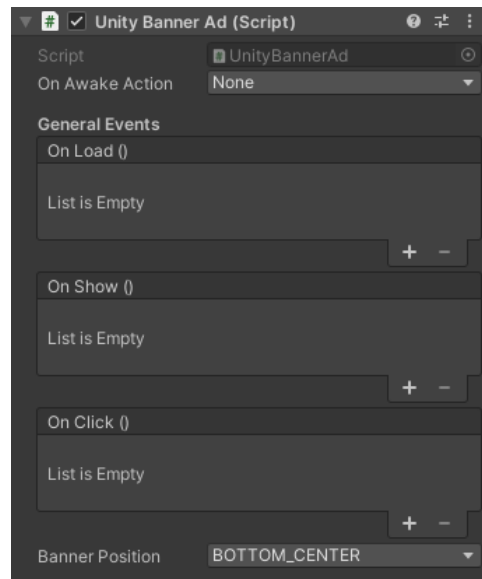 Unity Banner Ad (Script)
Script UnityBannerAd
On Awake Action None
General Events
On Load ()
List is Empty
+ −
On Show ()
List is Empty
+ −
On Click ()
List is Empty
+ −
Banner Position BOTTOM_CENTER